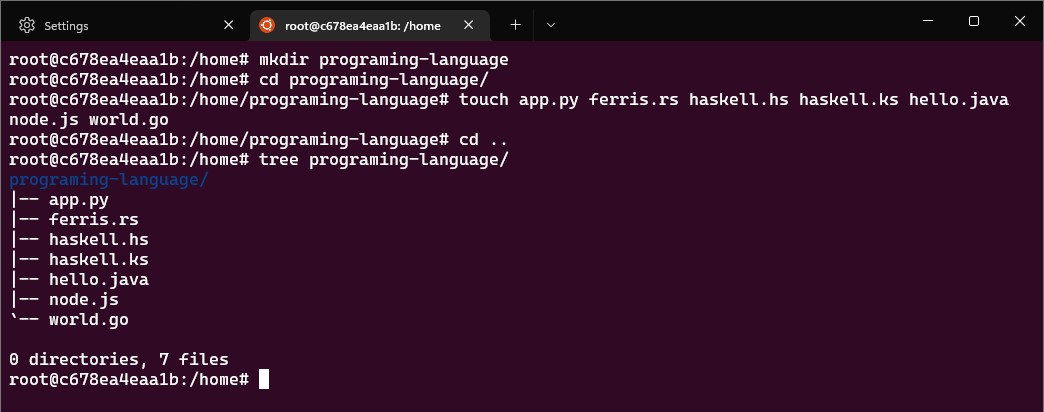 Settings
root@c678ea4eaa1b: /home
root@c678ea4eaa1b:/home# mkdir programing-language
root@c678ea4eaa1b:/home# cd programing-language/
root@c678ea4eaa1b:/home/programing-language# touch app.py ferris.rs haskell.hs haskell.ks hello.java
node.js world.go
root@c678ea4eaa1b:/home/programing-language# cd ..
root@c678ea4eaa1b:/home# tree programing-language/
programing-language/
|-- app.py
|-- ferris.rs
|-- haskell.hs
|-- haskell.ks
|-- hello.java
|-- node.js
`-- world.go
0 directories, 7 files
root@c678ea4eaa1b:/home#